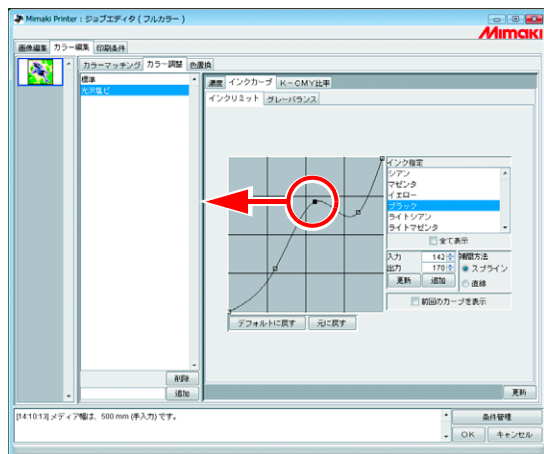 Mimaki Printer : ジョブエディタ ( フルカラー )
Mimaki
画像編集 カラー編集 印刷条件
カラーマッチング カラー調整 色置換
標準
光沢塩ビ
濃度 インクカーブ K-CMY比率
インクリミット グレーバランス
インク指定
シアン
マゼンタ
イエロー
ブラック
ライトシアン
ライトマゼンタ
全て表示
入力 142
出力 170
更新 追加
補間方法
スプライン
直線
前回のカーブを表示
デフォルトに戻す 元に戻す
削除
追加
更新
[14:10:13] メディア幅は、500 mm (手入力) です。
条件管理
OK キャンセル